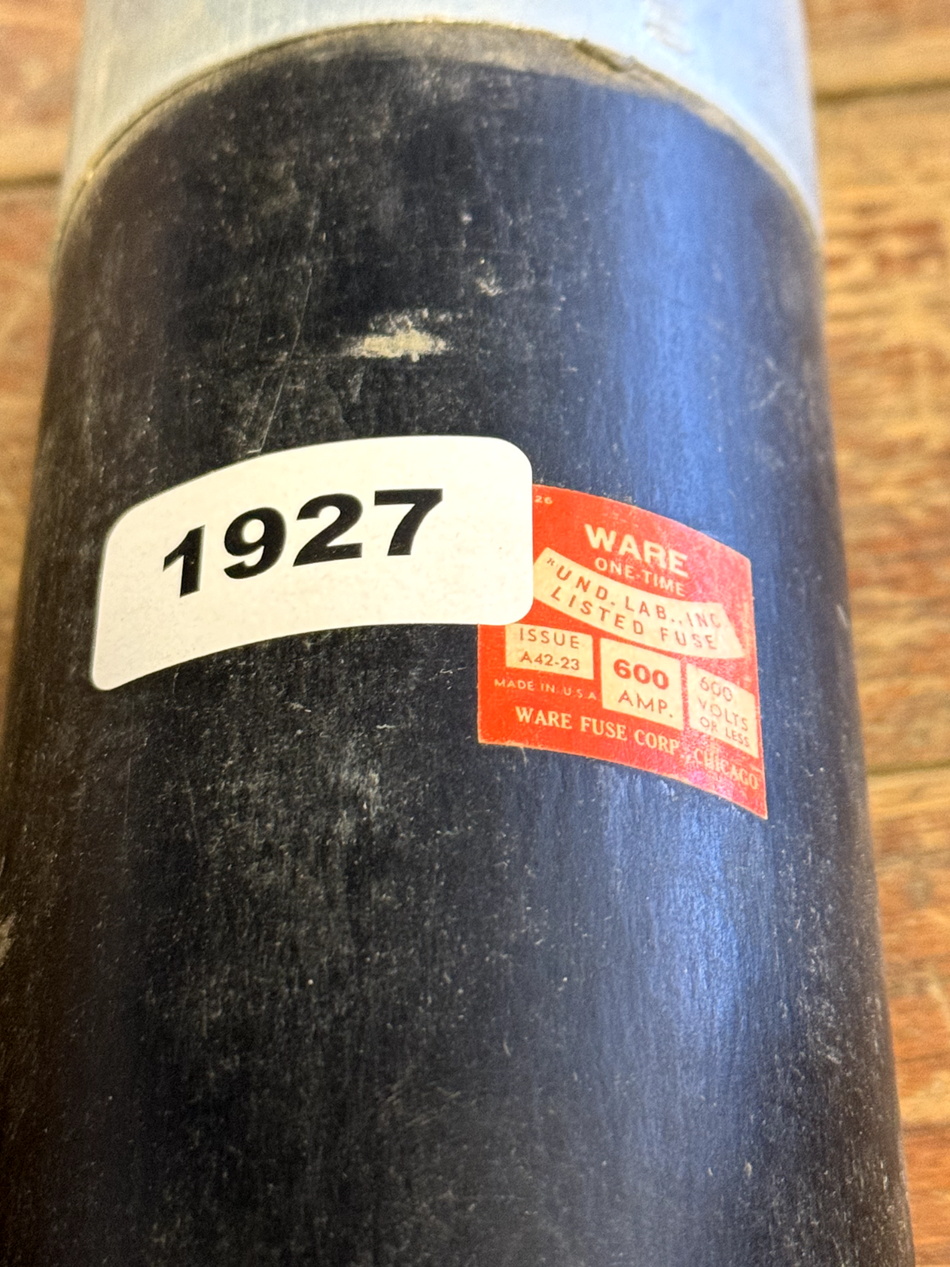 1927
26
WARE
ONE-TIME
UND. LAB., INC.
LISTED FUSE
ISSUE
A42-23
600
AMP.
600
VOLTS
OR LESS
MADE IN U.S.A
WARE FUSE CORP., CHICAGO